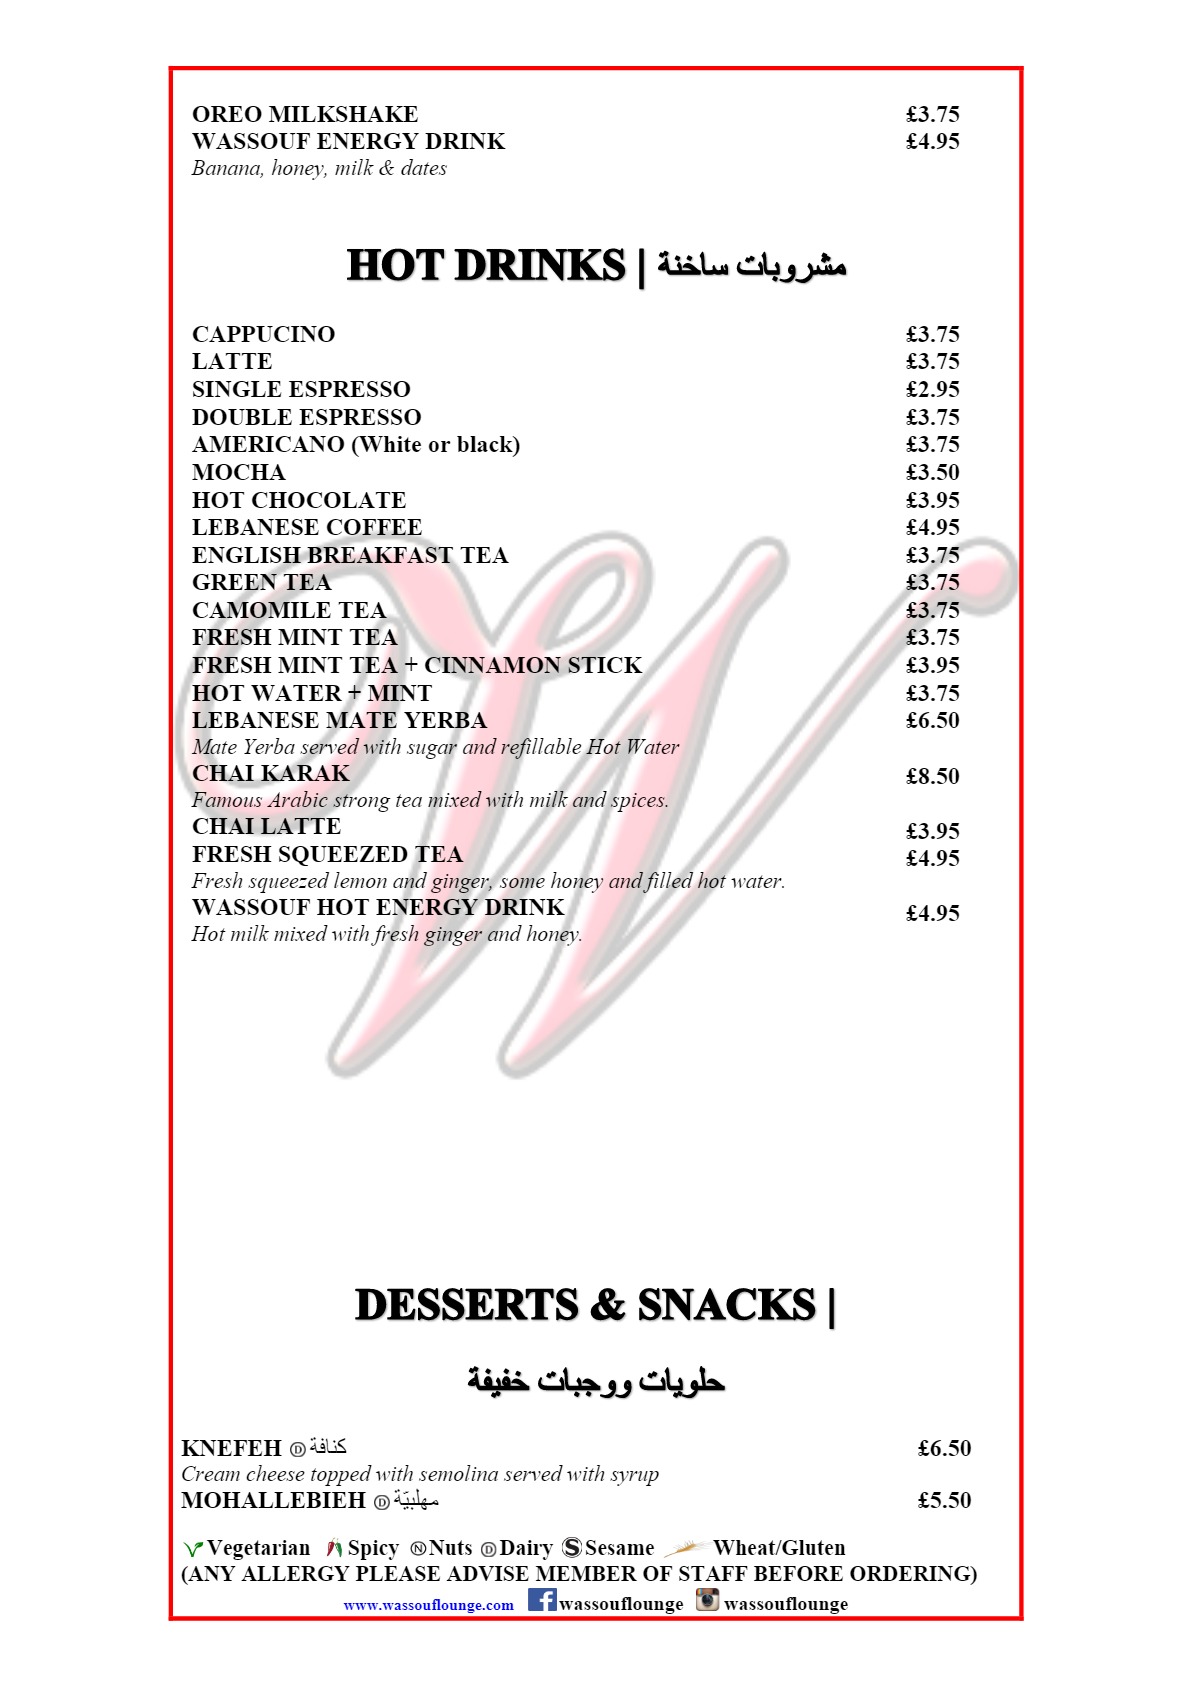 OREO MILKSHAKE £3.75
WASSOUF ENERGY DRINK £4.95
Banana, honey, milk & dates
HOT DRINKS | مشروبات ساخنة
CAPPUCINO £3.75
LATTE £3.75
SINGLE ESPRESSO £2.95
DOUBLE ESPRESSO £3.75
AMERICANO (White or black) £3.75
MOCHA £3.50
HOT CHOCOLATE £3.95
LEBANESE COFFEE £4.95
ENGLISH BREAKFAST TEA £3.75
GREEN TEA £3.75
CAMOMILE TEA £3.75
FRESH MINT TEA £3.75
FRESH MINT TEA + CINNAMON STICK £3.95
HOT WATER + MINT £3.75
LEBANESE MATE YERBA £6.50
Mate Yerba served with sugar and refillable Hot Water
CHAI KARAK £8.50
Famous Arabic strong tea mixed with milk and spices.
CHAI LATTE £3.95
FRESH SQUEEZED TEA £4.95
Fresh squeezed lemon and ginger, some honey and filled hot water.
WASSOUF HOT ENERGY DRINK £4.95
Hot milk mixed with fresh ginger and honey.
W
DESSERTS & SNACKS |
حلويات ووجبات خفيفة
KNEFEH Ⓓ كنافة £6.50
Cream cheese topped with semolina served with syrup
MOHALLEBIEH Ⓓ مهلبيّة £5.50
Vegetarian Spicy Ⓝ Nuts Ⓓ Dairy Ⓢ Sesame Wheat/Gluten
(ANY ALLERGY PLEASE ADVISE MEMBER OF STAFF BEFORE ORDERING)
www.wassouflounge.com f wassouflounge wassouflounge